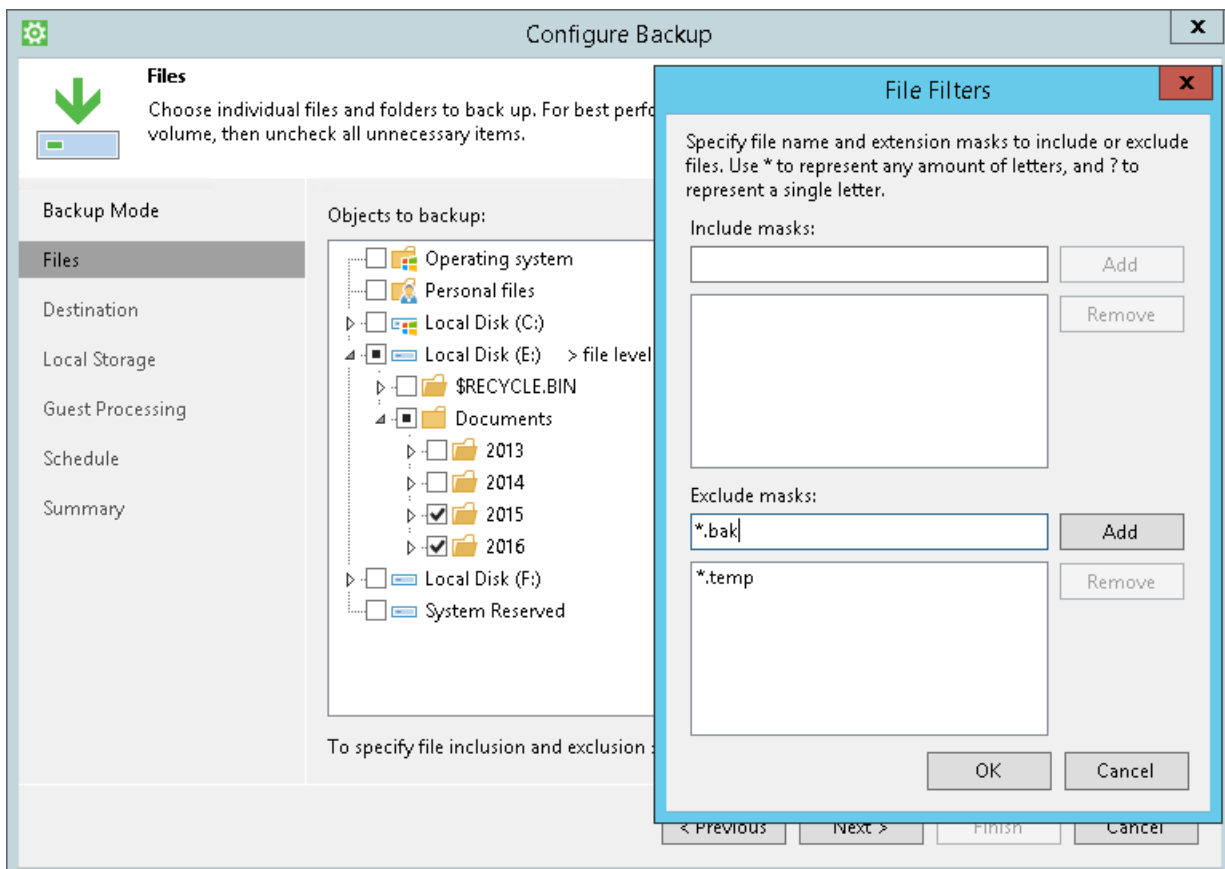 Configure Backup
x
Files
Choose individual files and folders to back up. For best perfo
volume, then uncheck all unnecessary items.
Backup Mode
Files
Destination
Local Storage
Guest Processing
Schedule
Summary
Objects to backup:
Operating system
Personal files
Local Disk (C:)
Local Disk (E:) > file level
$RECYCLE.BIN
Documents
2013
2014
2015
2016
Local Disk (F:)
System Reserved
To specify file inclusion and exclusion
File Filters
x
Specify file name and extension masks to include or exclude
files. Use * to represent any amount of letters, and ? to
represent a single letter.
Include masks:
Add
Remove
Exclude masks:
*.bak
Add
*.temp
Remove
OK
Cancel
< Previous
Next >
Finish
Cancel